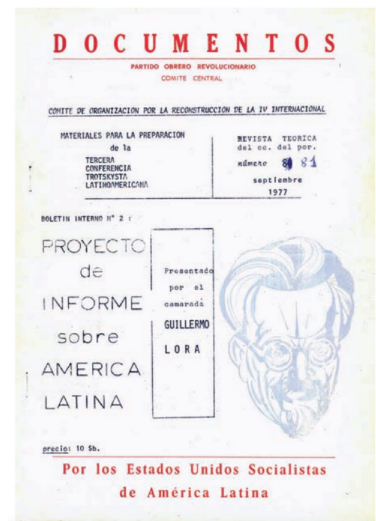 DOCUMENTOS
PARTIDO OBRERO REVOLUCIONARIO
COMITE CENTRAL
COMITE DE ORGANIZACION POR LA RECONSTRUCCION DE LA IV INTERNACIONAL
MATERIALES PARA LA PREPARACION
de la
TERCERA
CONFERENCIA
TROTSKYSTA
LATINOAMERICANA
REVISTA TEORICA
del cc. del por.
número 81
septiembre
1977
BOLETIN INTERNO N° 2 :
PROYECTO
de
INFORME
sobre
AMERICA
LATINA
Presentado
por el
camarada
GUILLERMO
LORA
precio: 10 $b.
Por los Estados Unidos Socialistas
de América Latina